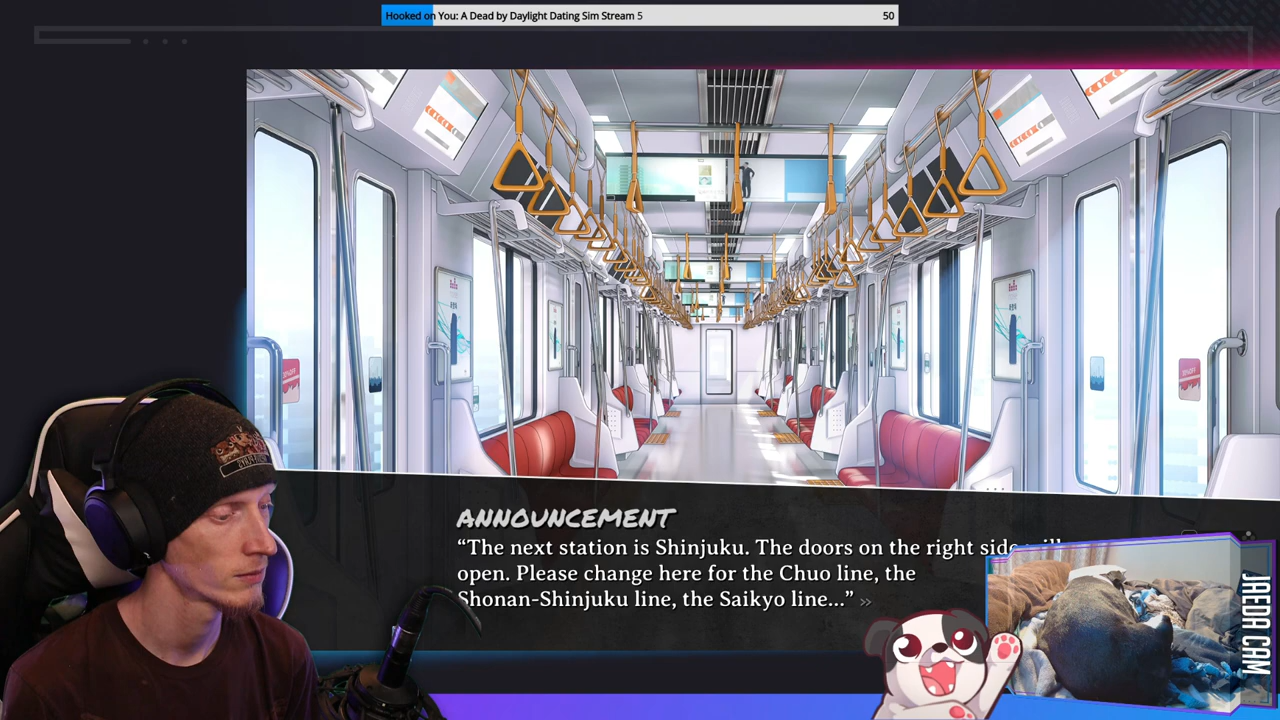 Hooked on You: A Dead by Daylight Dating Sim Stream 5
50
ANNOUNCEMENT
“The next station is Shinjuku. The doors on the right side will
open. Please change here for the Chuo line, the
Shonan-Shinjuku line, the Saikyo line...” »
JAEDA CAM